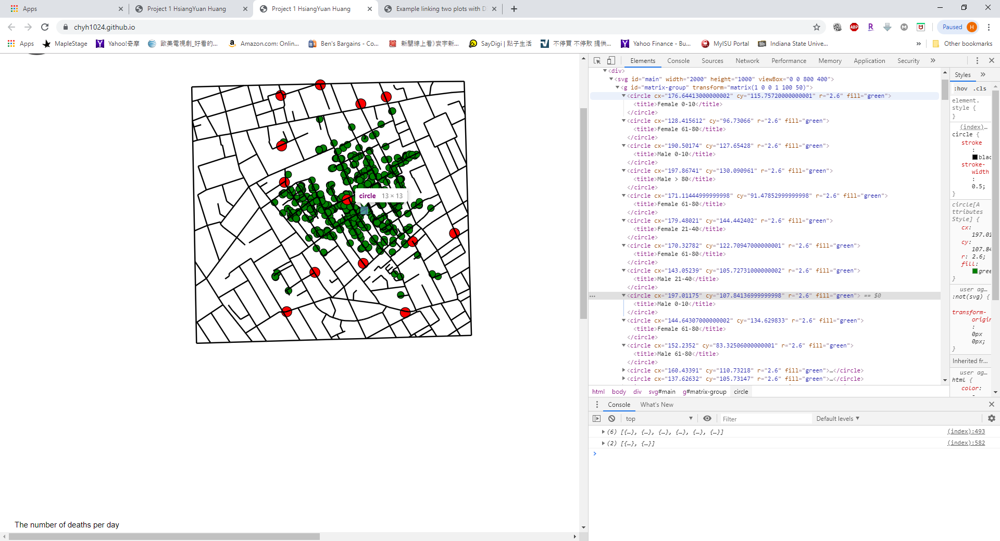 Apps
Project 1 HsiangYuan Huang
Project 1 HsiangYuan Huang
Example linking two plots with D
chyh1024.github.io
ABP
R
M
Paused
H
Apps
MapleStage
Yahoo!奇摩
歐美電視劇_好看的...
Amazon.com: Onlin...
Ben's Bargains - Co...
新聞線上看》寰宇新...
SayDigi | 點子生活
不停買 不停敗 提供...
Yahoo Finance - Bu...
MyISU Portal
Bb
Indiana State Unive...
»
Other bookmarks
Elements
Console
Sources
Network
Performance
Memory
Application
Security
»
<div>
<svg id="main" width="2000" height="1000" viewBox="0 0 800 400">
<g id="matrix-group" transform="matrix(1 0 0 1 100 50)">
<circle cx="176.64413000000002" cy="115.75720000000001" r="2.6" fill="green">
<title>Female 0-10</title>
</circle>
<circle cx="128.415612" cy="96.73066" r="2.6" fill="green">
<title>Female 61-80</title>
</circle>
<circle cx="190.50174" cy="127.65428" r="2.6" fill="green">
<title>Male 0-10</title>
</circle>
<circle cx="197.86741" cy="130.090961" r="2.6" fill="green">
<title>Male > 80</title>
</circle>
<circle cx="171.11444999999998" cy="91.47852999999998" r="2.6" fill="green">
<title>Female 61-80</title>
</circle>
<circle cx="179.48021" cy="144.442402" r="2.6" fill="green">
<title>Female 21-40</title>
</circle>
<circle cx="170.32782" cy="122.70947000000001" r="2.6" fill="green">
<title>Female 61-80</title>
</circle>
<circle cx="143.05239" cy="105.72731000000002" r="2.6" fill="green">
<title>Male 21-40</title>
</circle>
<circle cx="197.01175" cy="107.84136999999998" r="2.6" fill="green"> == $0
<title>Male 0-10</title>
</circle>
<circle cx="144.64307000000002" cy="134.629833" r="2.6" fill="green">
<title>Female 61-80</title>
</circle>
<circle cx="152.2352" cy="83.32506000000001" r="2.6" fill="green">
<title>Male 61-80</title>
</circle>
<circle cx="160.43391" cy="110.73218" r="2.6" fill="green">…</circle>
<circle cx="137.62632" cy="105.73147" r="2.6" fill="green">…</circle>
html body div svg#main g#matrix-group circle
Styles
»
:hov .cls
element.
style {
}
(index)…
circle {
stroke
:
blac
stroke-
width
:
0.5;
}
circle[A
ttributes
Style] {
cx:
197.01
cy:
107.84
r: 2.6;
fill:
gree
}
user ag…
:not(svg) {
transform-
origin
:
0px
0px;
}
Inherited fr…
user ag…
html {
color:
circle 13 × 13
The number of deaths per day
Console
What's New
top
Filter
Default levels
(6) [{…}, {…}, {…}, {…}, {…}, {…}]
(index):493
(2) [{…}, {…}]
(index):582